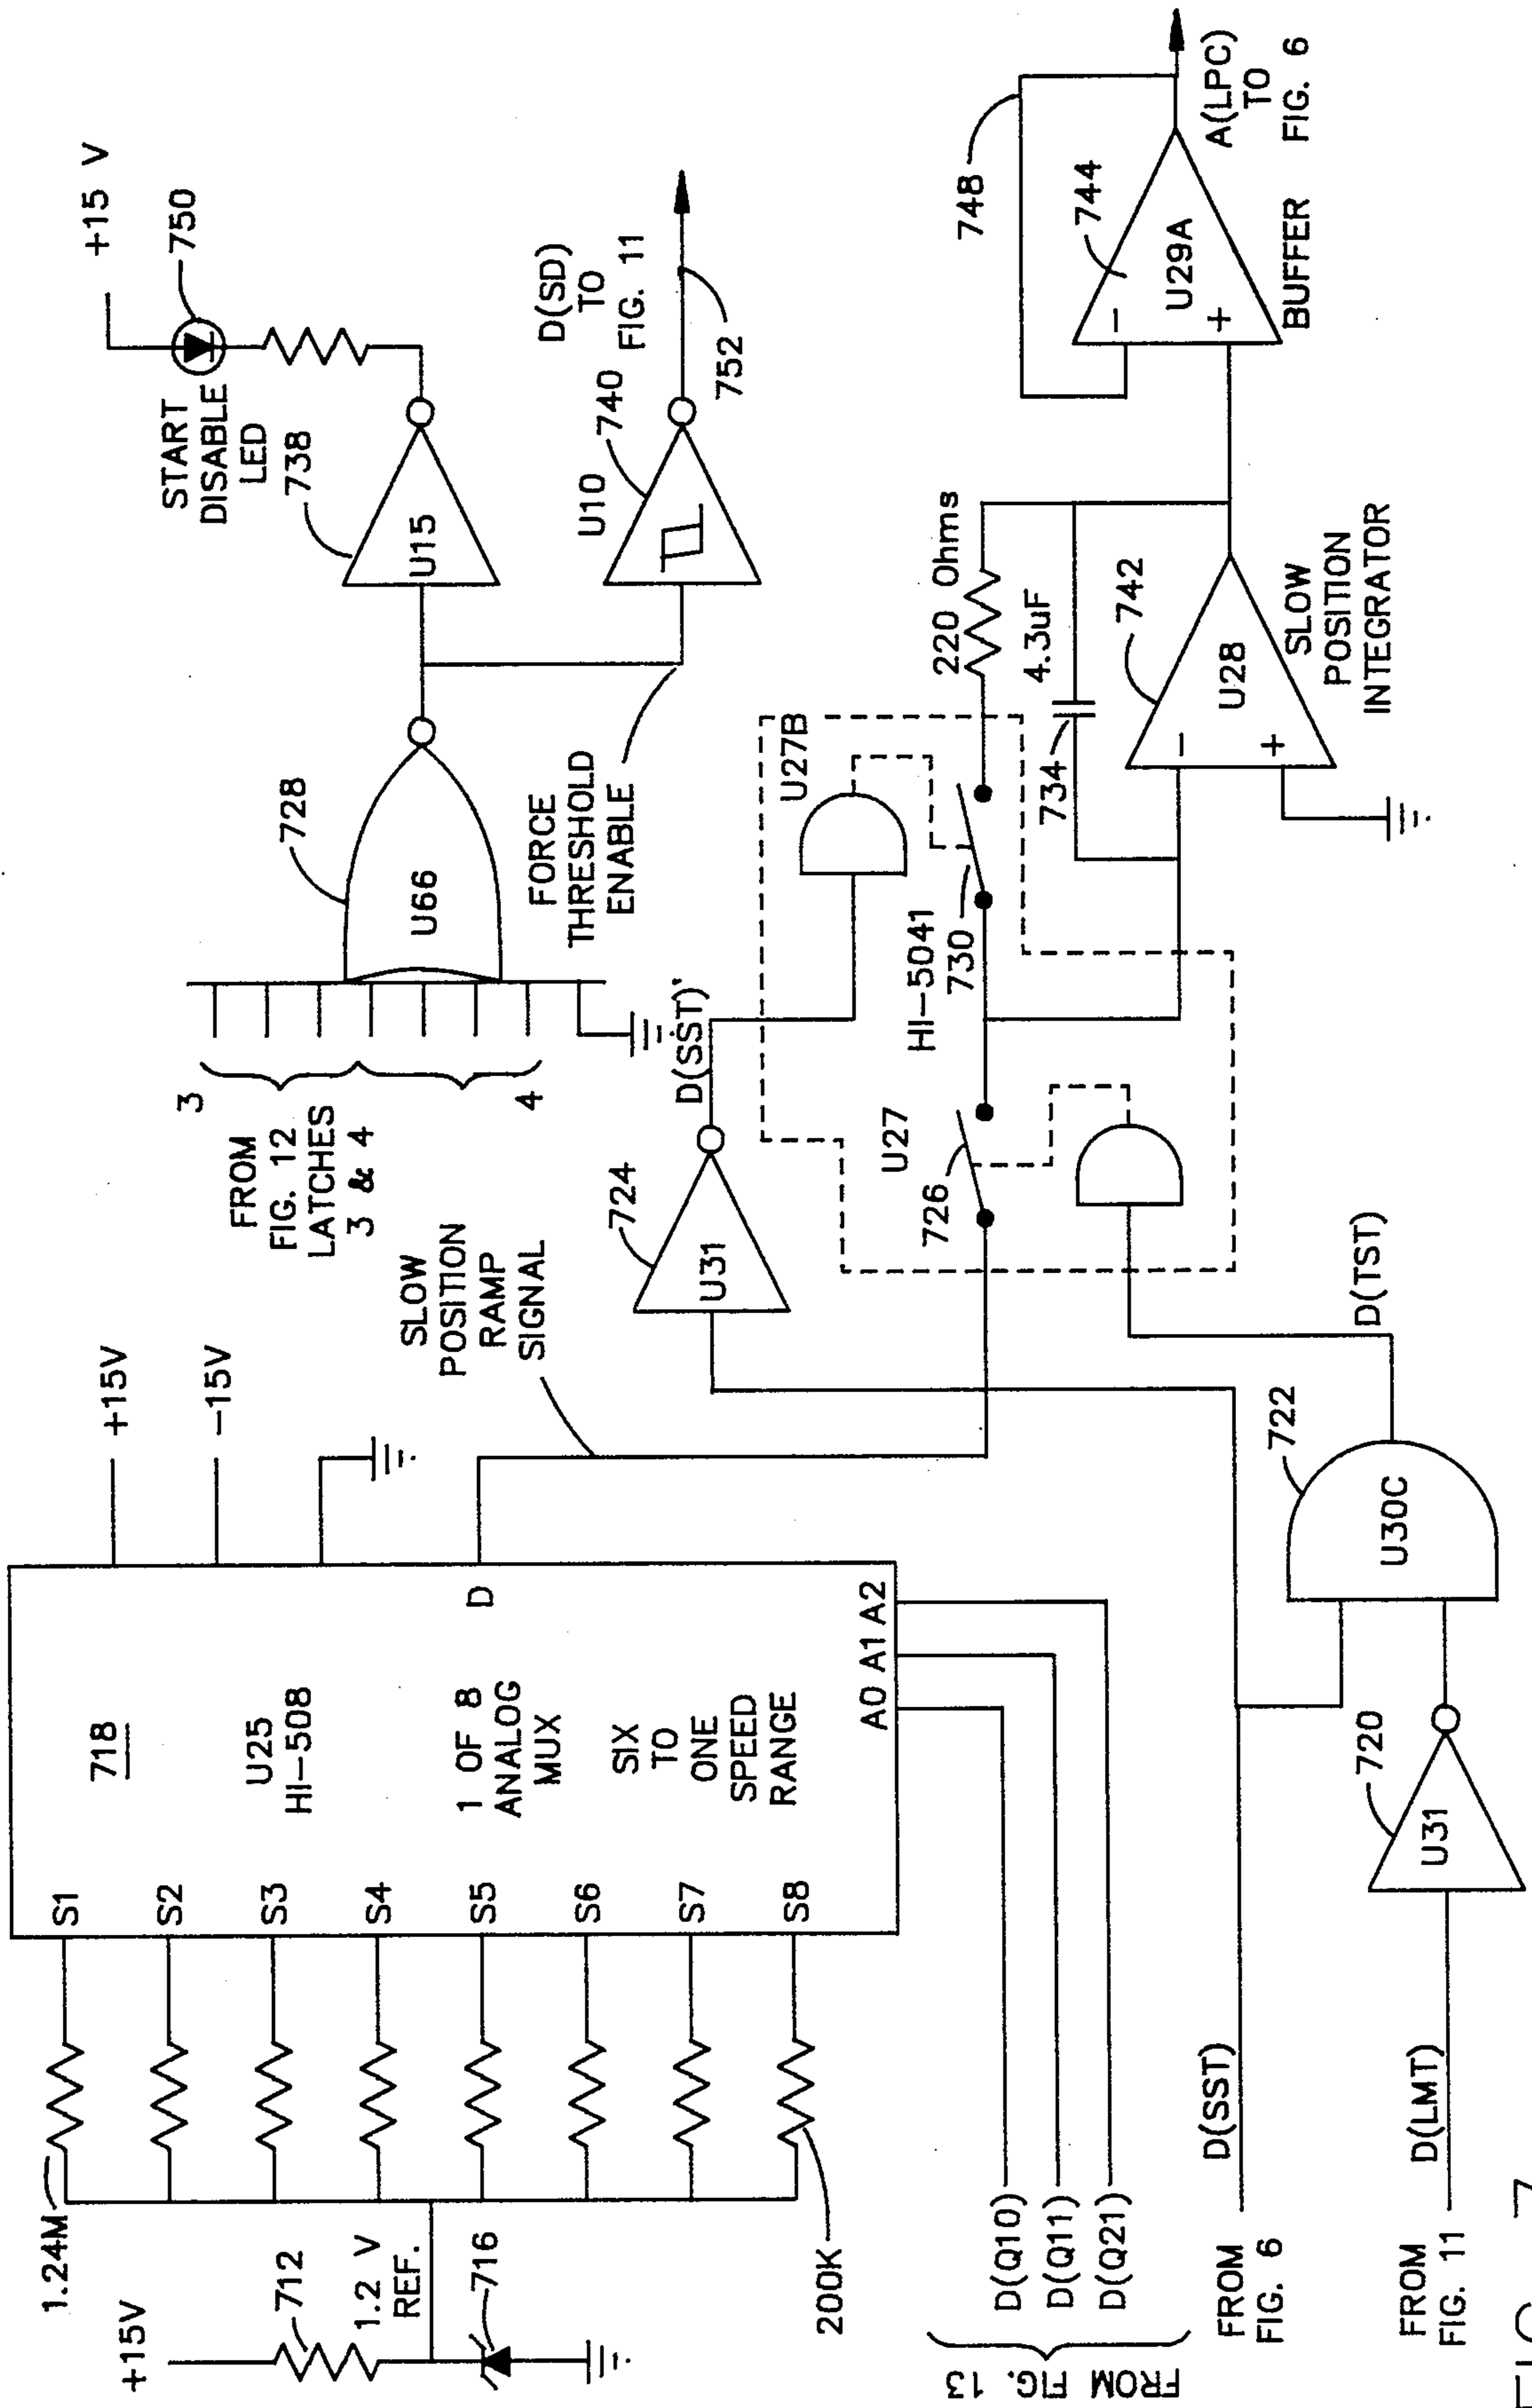 +15V
712
1.2 V
REF.
716
1.24M
200K
S1
S2
S3
S4
S5
S6
S7
S8
718
U25
HI-508
1 OF 8
ANALOG
MUX
SIX
TO
ONE
SPEED
RANGE
D
A0 A1 A2
+15V
-15V
SLOW
POSITION
RAMP
SIGNAL
FROM FIG. 13
D(Q10)
D(Q11)
D(Q21)
FROM
FIG. 6
D(SST)
FROM
FIG. 11
D(LMT)
720
U31
722
U30C
D(TST)
724
U31
D(SST)'
FROM
FIG. 12
LATCHES
3 & 4
3
4
728
U66
FORCE
THRESHOLD
ENABLE
738
U15
START
DISABLE
LED
+15 V
750
U10
740
D(SD)
TO
FIG. 11
752
U27
726
HI-5041
730
U27B
220 Ohms
4.3uF
734
742
U28
SLOW
POSITION
INTEGRATOR
748
744
U29A
BUFFER
A(LPC)
TO
FIG. 6
FIG. 7